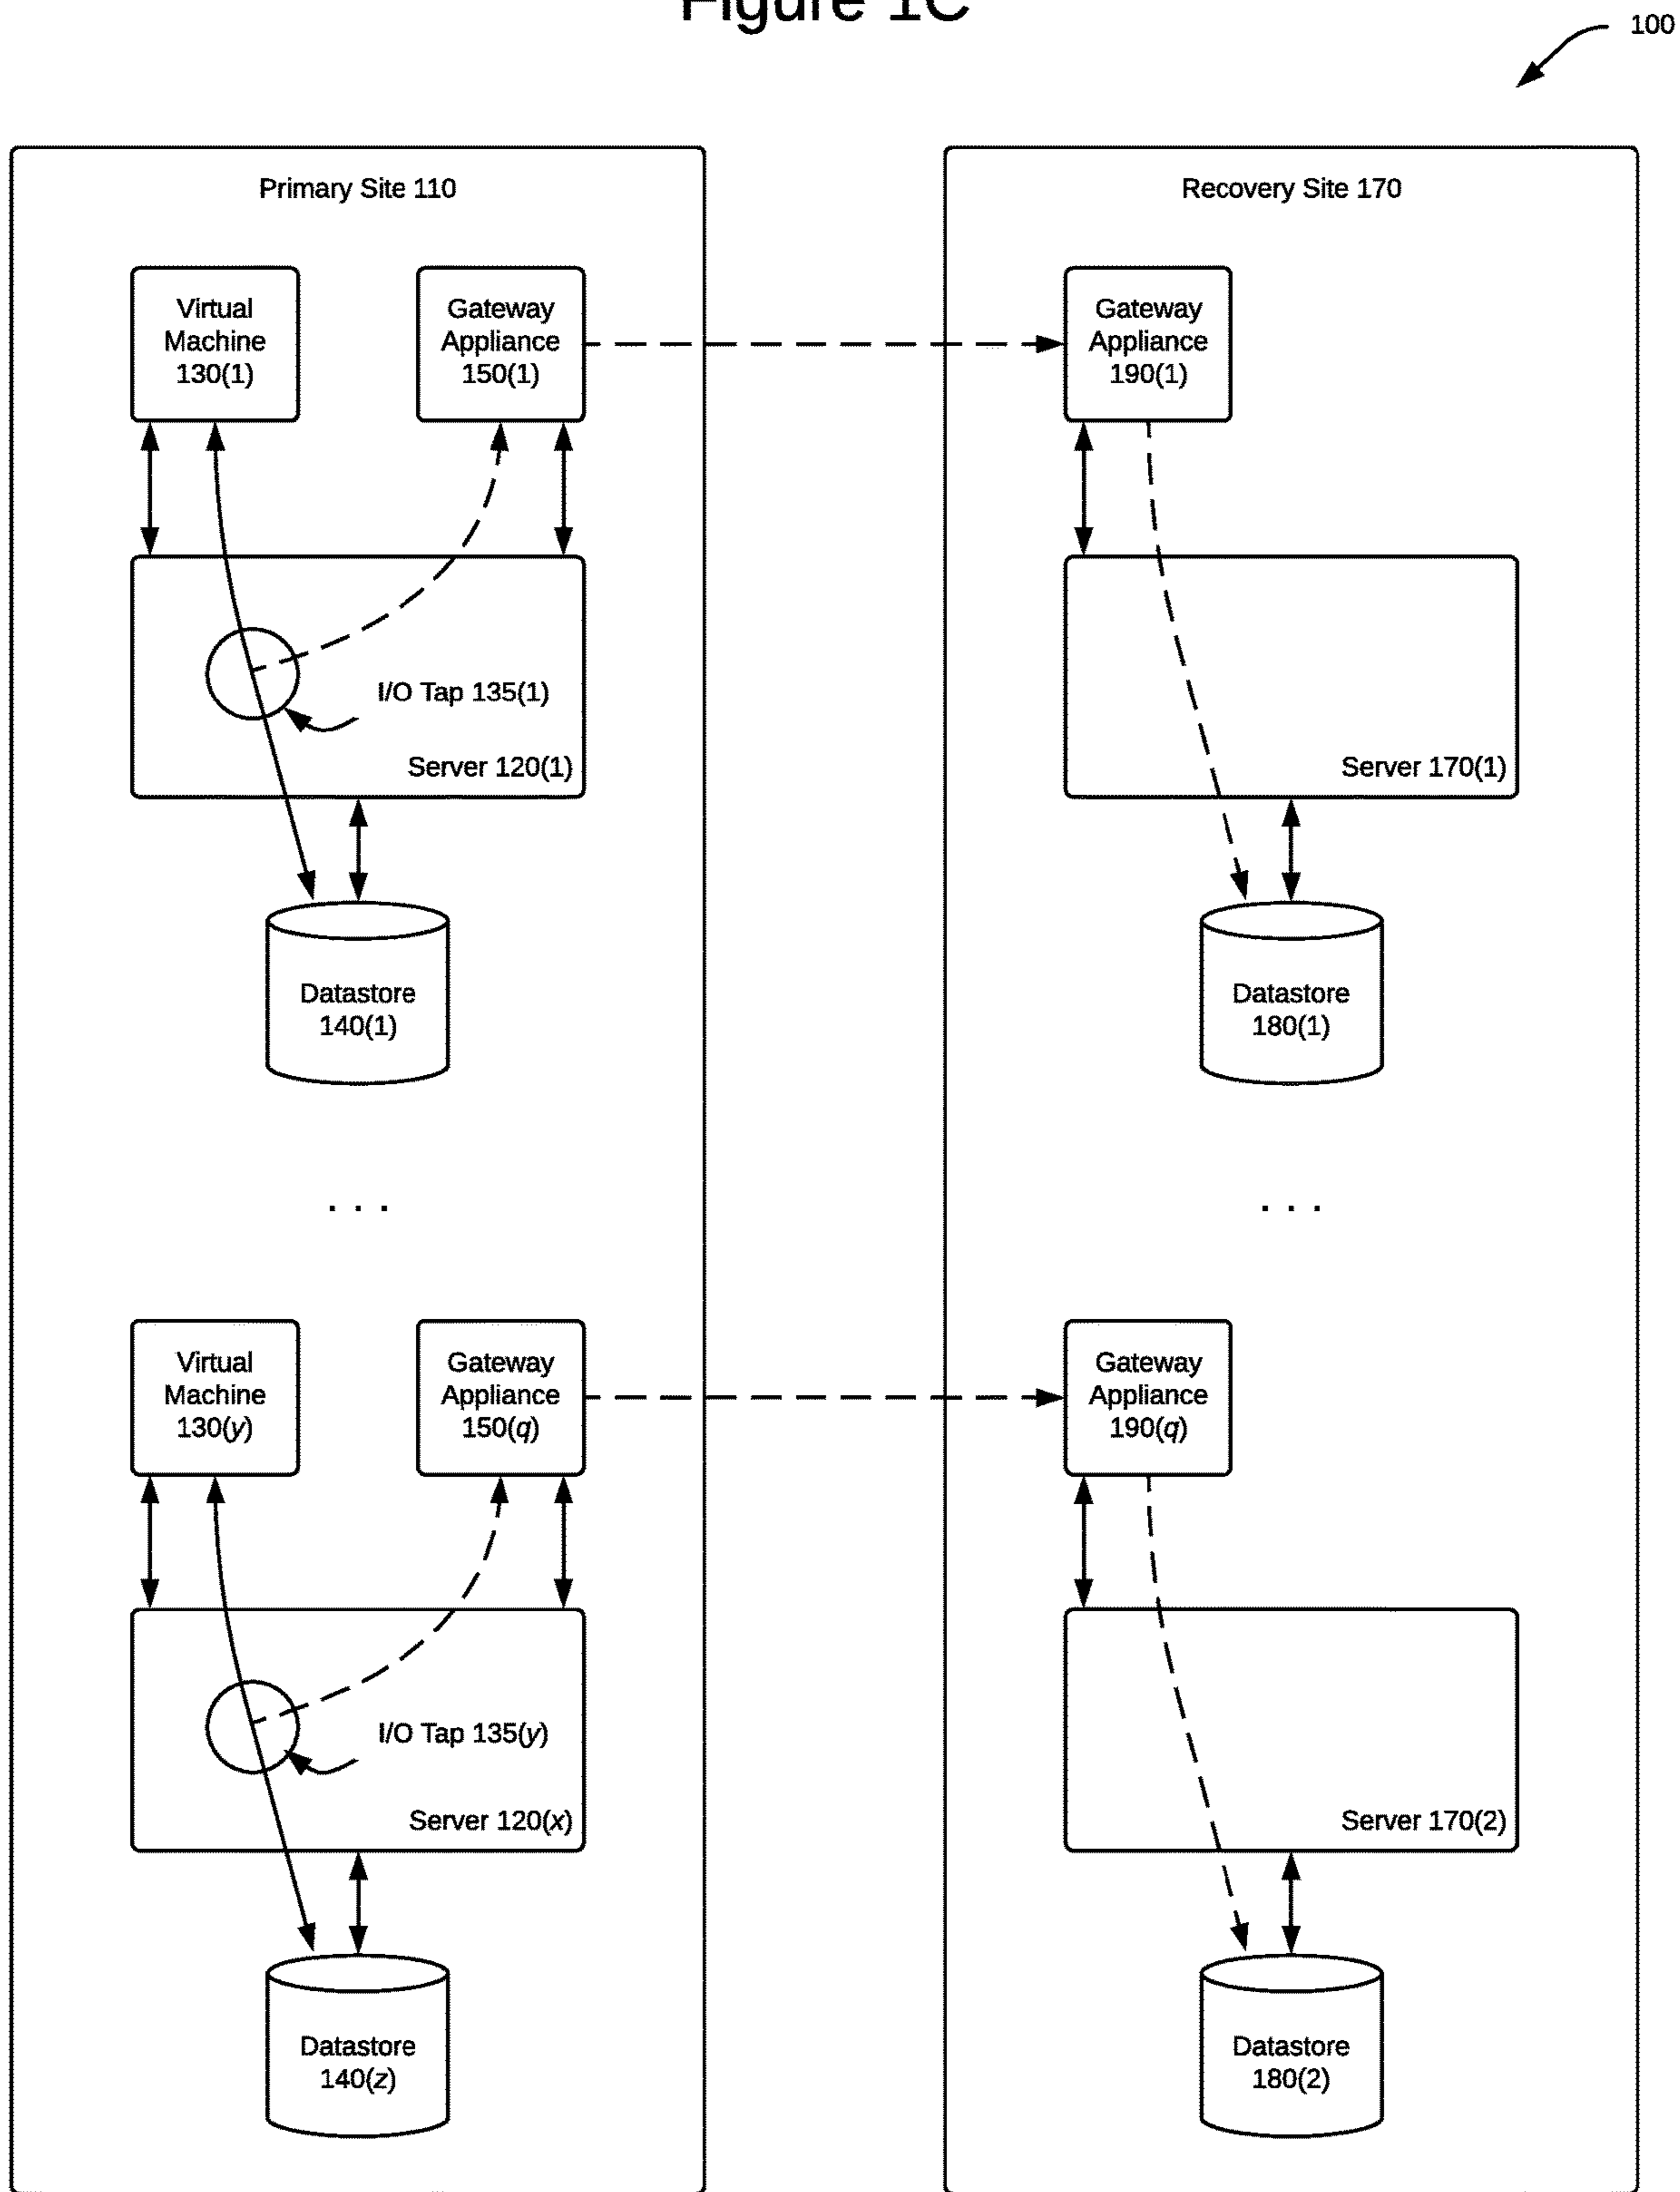 Figure 1C
100
Primary Site 110
Recovery Site 170
Virtual
Machine
130(1)
Gateway
Appliance
150(1)
Gateway
Appliance
190(1)
I/O Tap 135(1)
Server 120(1)
Server 170(1)
Datastore
140(1)
Datastore
180(1)
. . .
. . .
Virtual
Machine
130(y)
Gateway
Appliance
150(q)
Gateway
Appliance
190(q)
I/O Tap 135(y)
Server 120(x)
Server 170(2)
Datastore
140(z)
Datastore
180(2)